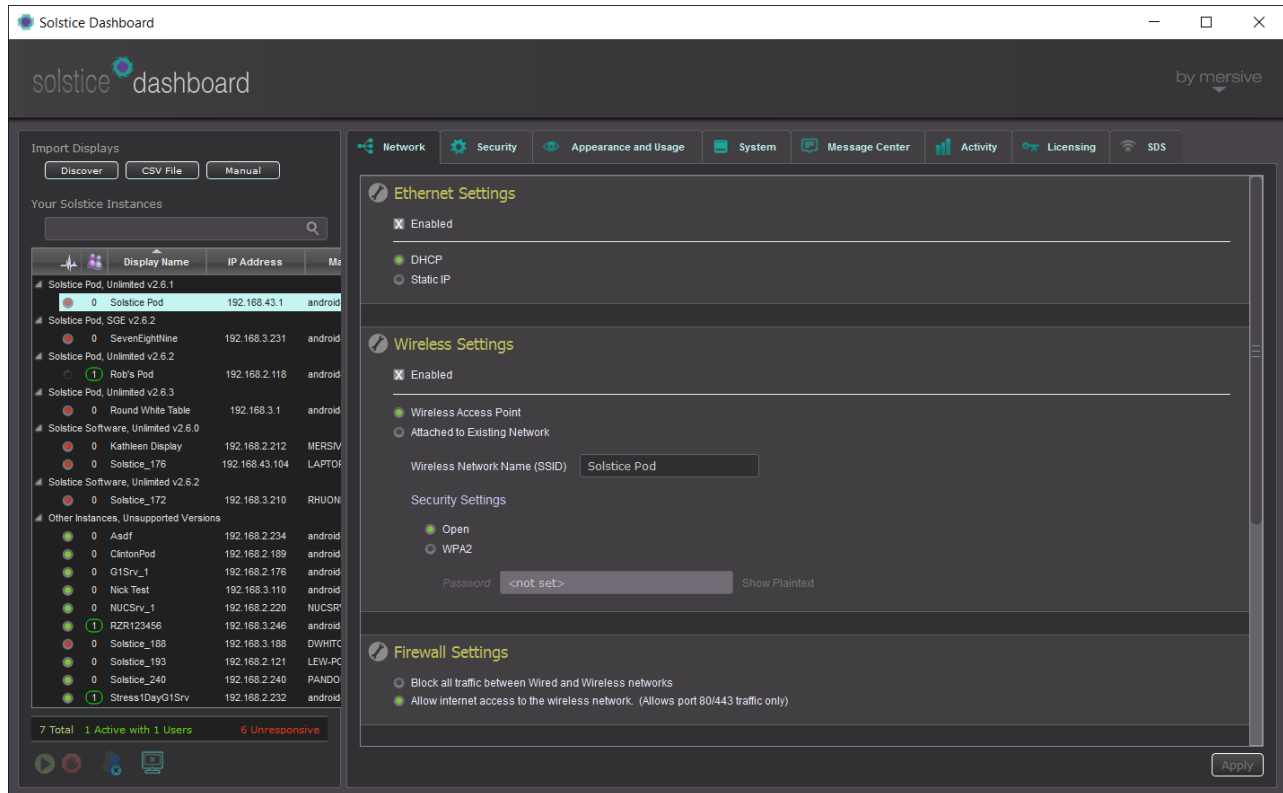 Solstice Dashboard
solstice dashboard
by mersive
Import Displays
Discover CSV File Manual
Your Solstice Instances
Display Name IP Address Ma
Solstice Pod, Unlimited v2.6.1
0 Solstice Pod 192.168.43.1 android-
Solstice Pod, SGE v2.6.2
0 SevenEightNine 192.168.3.231 android-
Solstice Pod, Unlimited v2.6.2
1 Rob's Pod 192.168.2.118 android-
Solstice Pod, Unlimited v2.6.3
0 Round White Table 192.168.3.1 android-
Solstice Software, Unlimited v2.6.0
0 Kathleen Display 192.168.2.212 MERSIV
0 Solstice_176 192.168.43.104 LAPTOP
Solstice Software, Unlimited v2.6.2
0 Solstice_172 192.168.3.210 RHUON
Other Instances, Unsupported Versions
0 Asdf 192.168.2.234 android-
0 ClintonPod 192.168.2.189 android-
0 G1Srv_1 192.168.2.176 android-
0 Nick Test 192.168.3.110 android-
0 NUCSrv_1 192.168.2.220 NUCSRV
1 RZR123456 192.168.3.246 android-
0 Solstice_188 192.168.3.188 DWHITC
0 Solstice_193 192.168.2.121 LEW-PC
0 Solstice_240 192.168.2.240 PANDO
1 Stress1DayG1Srv 192.168.2.232 android-
7 Total 1 Active with 1 Users 6 Unresponsive
Network Security Appearance and Usage System Message Center Activity Licensing SDS
Ethernet Settings
Enabled
DHCP
Static IP
Wireless Settings
Enabled
Wireless Access Point
Attached to Existing Network
Wireless Network Name (SSID) Solstice Pod
Security Settings
Open
WPA2
Password <not set> Show Plaintext
Firewall Settings
Block all traffic between Wired and Wireless networks
Allow internet access to the wireless network. (Allows port 80/443 traffic only)
Apply